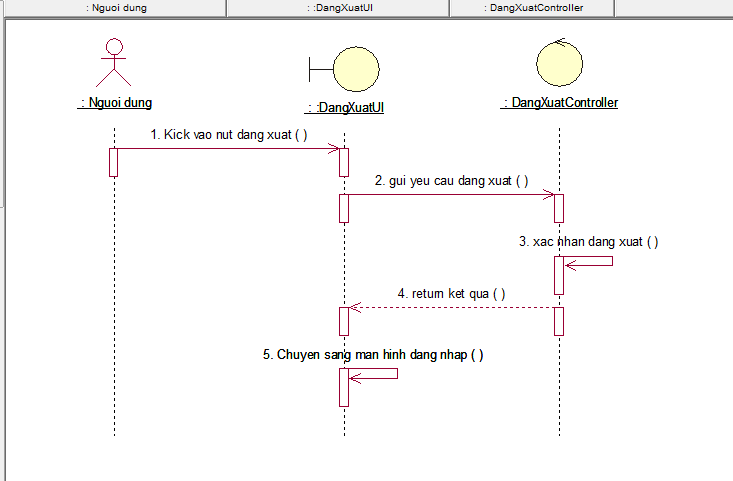 : Nguoi dung
: :DangXuatUI
: DangXuatController
: Nguoi dung
: :DangXuatUI
: DangXuatController
1. Kick vao nut dang xuat ( )
2. gui yeu cau dang xuat ( )
3. xac nhan dang xuat ( )
4. return ket qua ( )
5. Chuyen sang man hinh dang nhap ( )